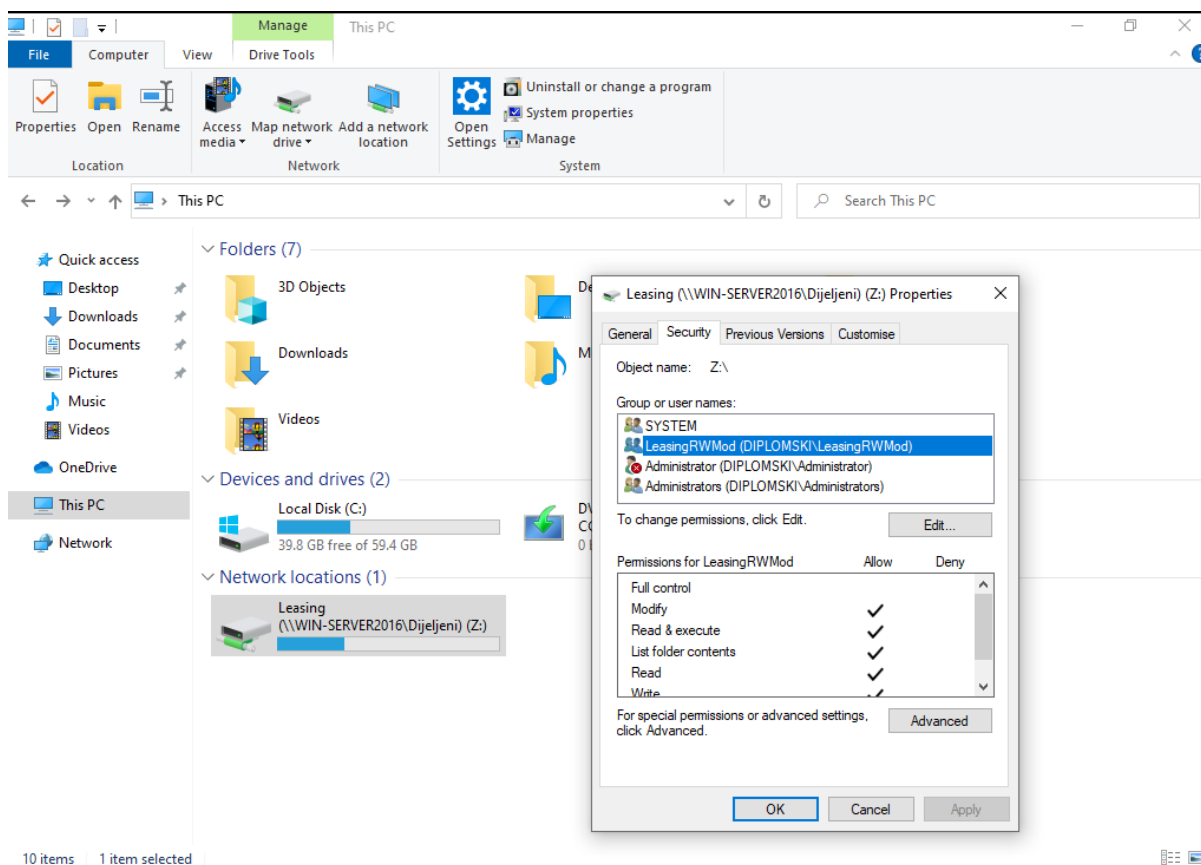 Manage
This PC
File
Computer
View
Drive Tools
Properties
Open
Rename
Access media
Map network drive
Add a network location
Open Settings
Uninstall or change a program
System properties
Manage
Location
Network
System
This PC
Search This PC
Quick access
Desktop
Downloads
Documents
Pictures
Music
Videos
OneDrive
This PC
Network
Folders (7)
3D Objects
De
Downloads
M
Videos
Devices and drives (2)
Local Disk (C:)
39.8 GB free of 59.4 GB
Network locations (1)
Leasing
(\\WIN-SERVER2016\Dijeljeni) (Z:)
Leasing (\\WIN-SERVER2016\Dijeljeni) (Z:) Properties
General
Security
Previous Versions
Customise
Object name: Z:\
Group or user names:
SYSTEM
LeasingRWMod (DIPLOMSKI\LeasingRWMod)
Administrator (DIPLOMSKI\Administrator)
Administrators (DIPLOMSKI\Administrators)
To change permissions, click Edit.
Edit...
Permissions for LeasingRWMod
Allow
Deny
Full control
Modify
Read & execute
List folder contents
Read
Write
For special permissions or advanced settings,
click Advanced.
Advanced
OK
Cancel
Apply
10 items
1 item selected